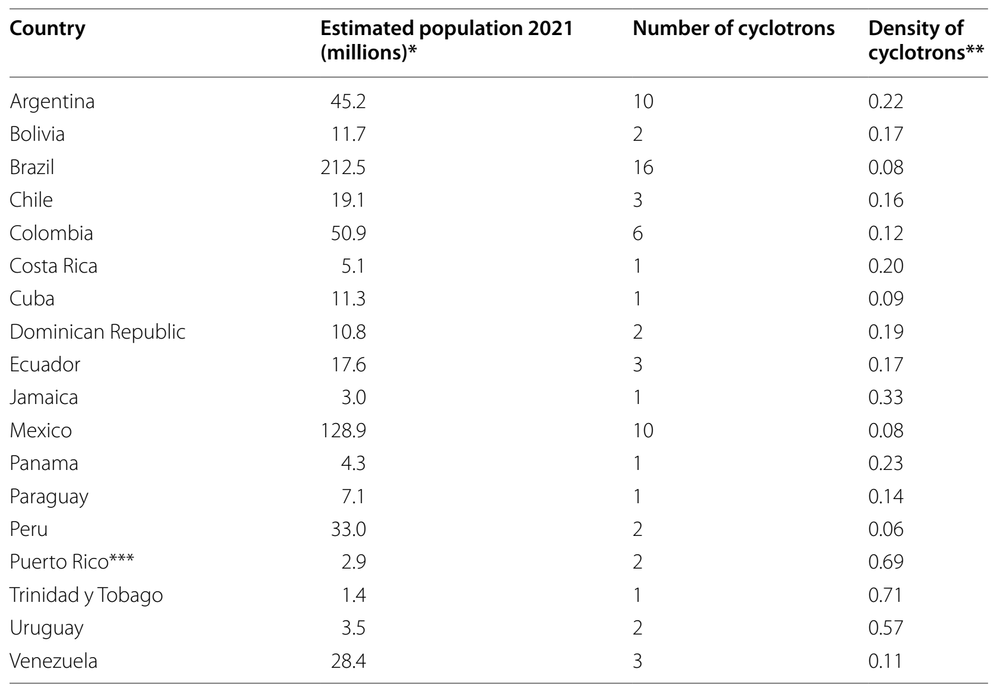 Country Estimated population 2021 (millions)* Number of cyclotrons Density of cyclotrons**
Argentina 45.2 10 0.22
Bolivia 11.7 2 0.17
Brazil 212.5 16 0.08
Chile 19.1 3 0.16
Colombia 50.9 6 0.12
Costa Rica 5.1 1 0.20
Cuba 11.3 1 0.09
Dominican Republic 10.8 2 0.19
Ecuador 17.6 3 0.17
Jamaica 3.0 1 0.33
Mexico 128.9 10 0.08
Panama 4.3 1 0.23
Paraguay 7.1 1 0.14
Peru 33.0 2 0.06
Puerto Rico*** 2.9 2 0.69
Trinidad y Tobago 1.4 1 0.71
Uruguay 3.5 2 0.57
Venezuela 28.4 3 0.11